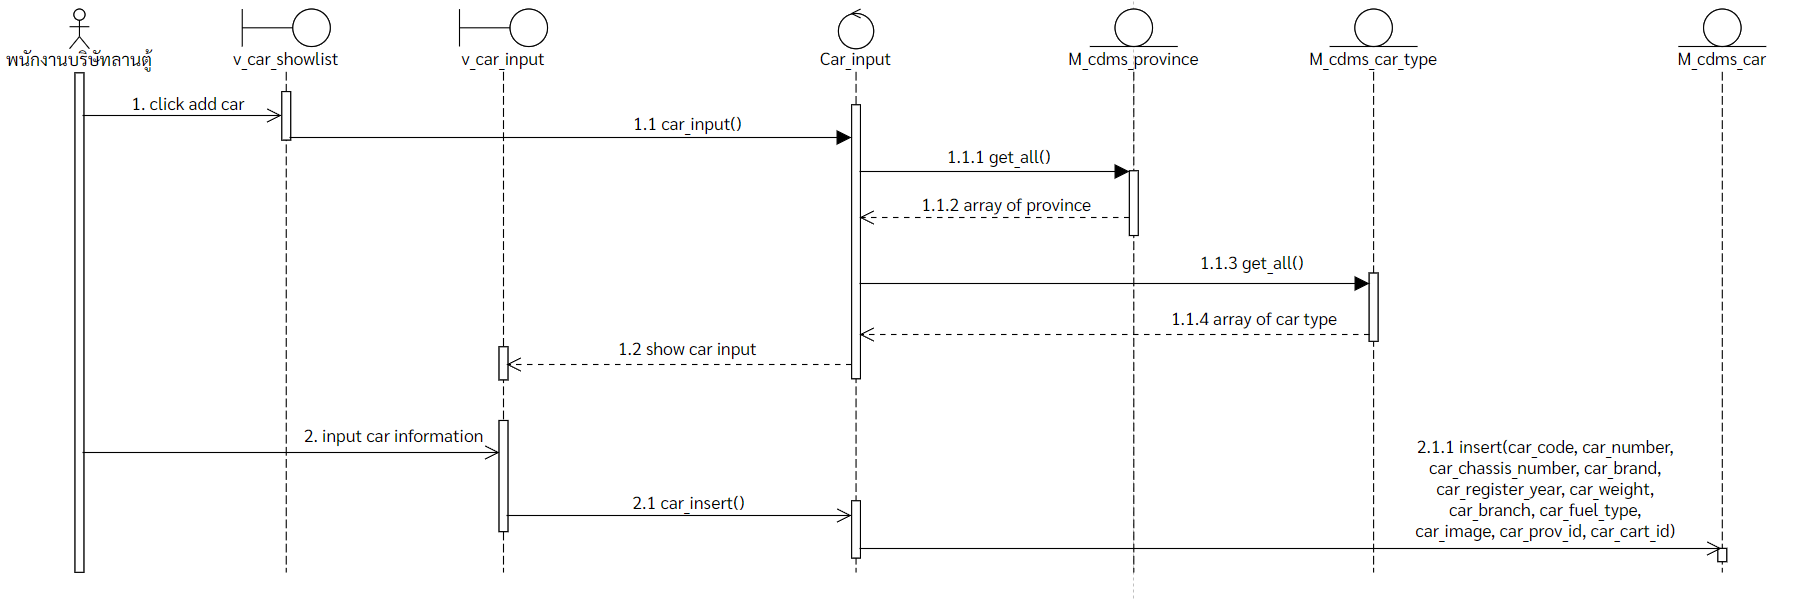 พนักงานบริษัทลานตู้
v_car_showlist
v_car_input
Car_input
M_cdms_province
M_cdms_car_type
M_cdms_car
1. click add car
1.1 car_input()
1.1.1 get_all()
1.1.2 array of province
1.1.3 get_all()
1.1.4 array of car type
1.2 show car input
2. input car information
2.1 car_insert()
2.1.1 insert(car_code, car_number,
car_chassis_number, car_brand,
car_register_year, car_weight,
car_branch, car_fuel_type,
car_image, car_prov_id, car_cart_id)